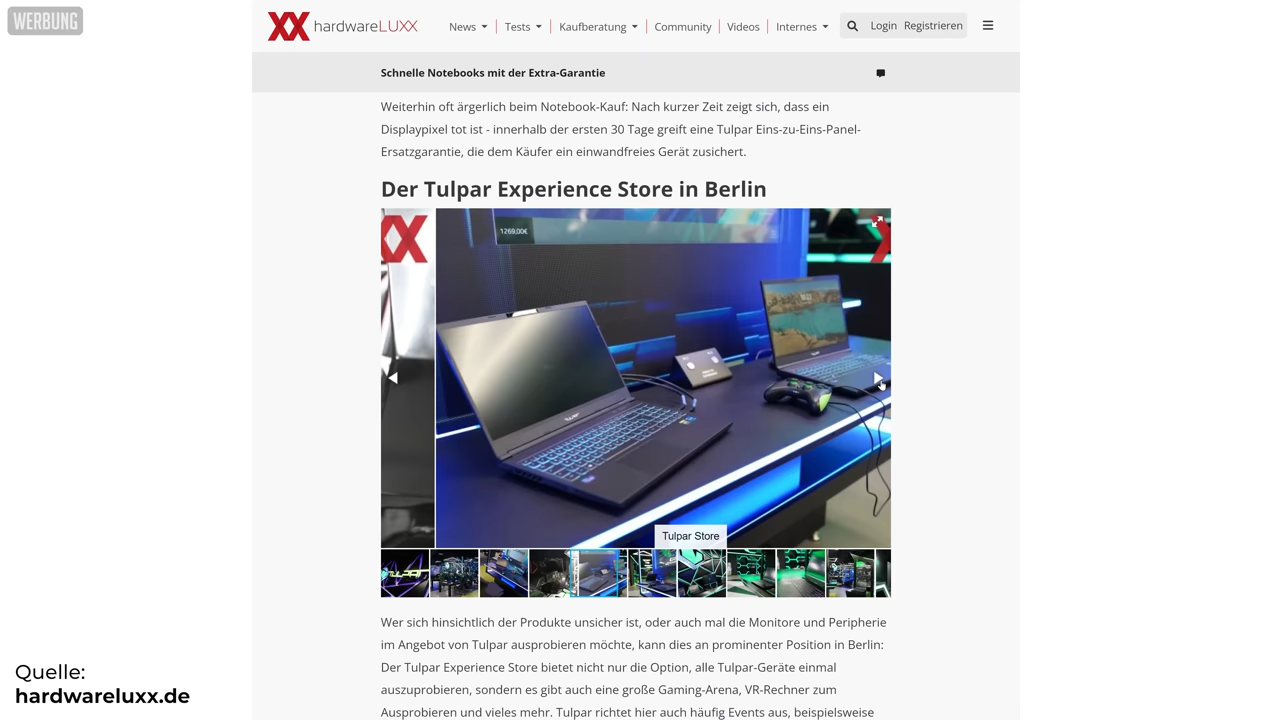 WERBUNG
hardwareLUXX
News
Tests
Kaufberatung
Community
Videos
Internes
Login Registrieren
Schnelle Notebooks mit der Extra-Garantie
Weiterhin oft ärgerlich beim Notebook-Kauf: Nach kurzer Zeit zeigt sich, dass ein
Displaypixel tot ist - innerhalb der ersten 30 Tage greift eine Tulpar Eins-zu-Eins-Panel-
Ersatzgarantie, die dem Käufer ein einwandfreies Gerät zusichert.
Der Tulpar Experience Store in Berlin
1269,00€
Tulpar Store
Wer sich hinsichtlich der Produkte unsicher ist, oder auch mal die Monitore und Peripherie
im Angebot von Tulpar ausprobieren möchte, kann dies an prominenter Position in Berlin:
Der Tulpar Experience Store bietet nicht nur die Option, alle Tulpar-Geräte einmal
auszuprobieren, sondern es gibt auch eine große Gaming-Arena, VR-Rechner zum
Ausprobieren und vieles mehr. Tulpar richtet hier auch häufig Events aus, beispielsweise
Quelle:
hardwareluxx.de